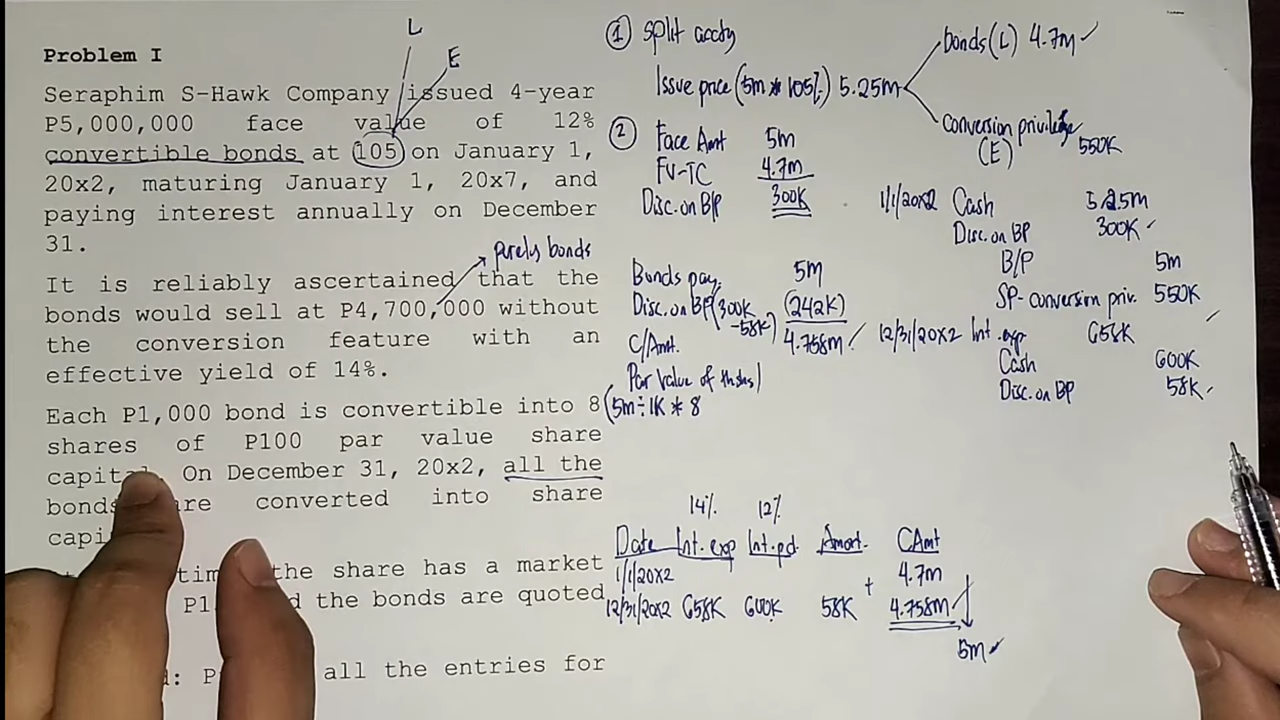 Problem I
L
E
Seraphim S-Hawk Company issued 4-year
P5,000,000 face value of 12%
convertible bonds at 105 on January 1,
20x2, maturing January 1, 20x7, and
paying interest annually on December
31.
purely bonds
It is reliably ascertained that the
bonds would sell at P4,700,000 without
the conversion feature with an
effective yield of 14%.
Each P1,000 bond is convertible into 8
shares of P100 par value share
On December 31, 20x2, all the
are converted into share
the share has a market
the bonds are quoted
all the entries for
① split acctg
Issue price (5m * 105%) 5.25m
bonds (L) 4.7m ✓
conversion privilege 550K
(E)
② Face Amt 5m
FV-TC 4.7m
Disc. on B/P 300K
1/1/20x2 Cash 5.25m
Disc. on BP 300K ✓
B/P 5m
SP- conversion priv. 550K
12/31/20x2 Int. exp 658K
Cash 600K
Disc. on BP 58K
Bonds pay. 5m
Disc. on BP (300K (242K)
-58K)
C/Amt. 4.758m
Par value of
(5m ÷ 1K * 8
14% 12%
Date Int. exp Int. pd. Amort. CAmt
1/1/20x2 4.7m
12/31/20x2 658K 600K 58K + 4.758m
5m ✓